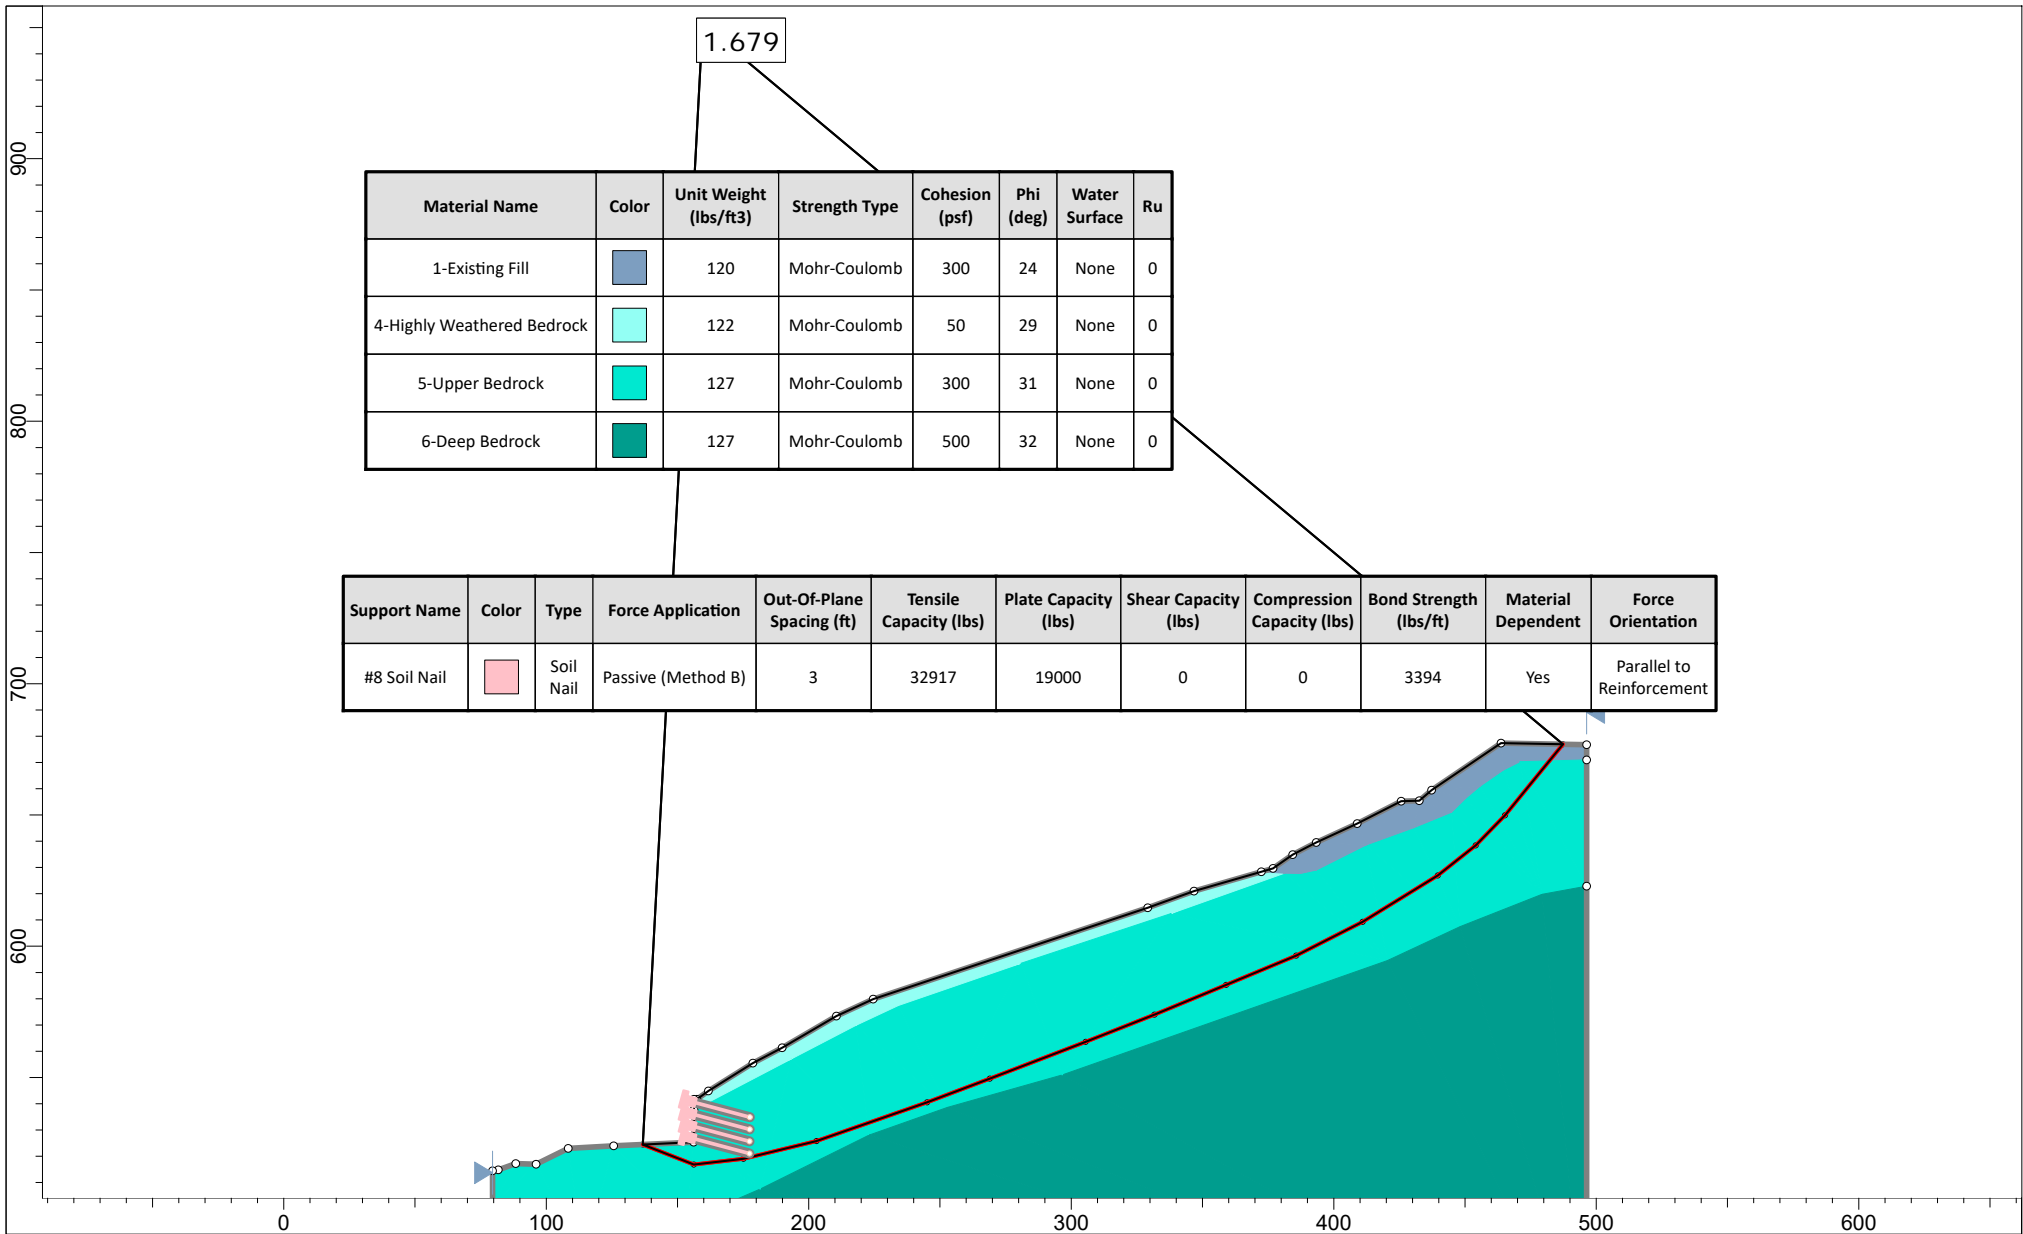 1.679
Material Name Color Unit Weight (lbs/ft3) Strength Type Cohesion (psf) Phi (deg) Water Surface Ru
1-Existing Fill 120 Mohr-Coulomb 300 24 None 0
4-Highly Weathered Bedrock 122 Mohr-Coulomb 50 29 None 0
5-Upper Bedrock 127 Mohr-Coulomb 300 31 None 0
6-Deep Bedrock 127 Mohr-Coulomb 500 32 None 0
Support Name Color Type Force Application Out-Of-Plane Spacing (ft) Tensile Capacity (lbs) Plate Capacity (lbs) Shear Capacity (lbs) Compression Capacity (lbs) Bond Strength (lbs/ft) Material Dependent Force Orientation
#8 Soil Nail Soil Nail Passive (Method B) 3 32917 19000 0 0 3394 Yes Parallel to Reinforcement
900
800
700
600
0 100 200 300 400 500 600